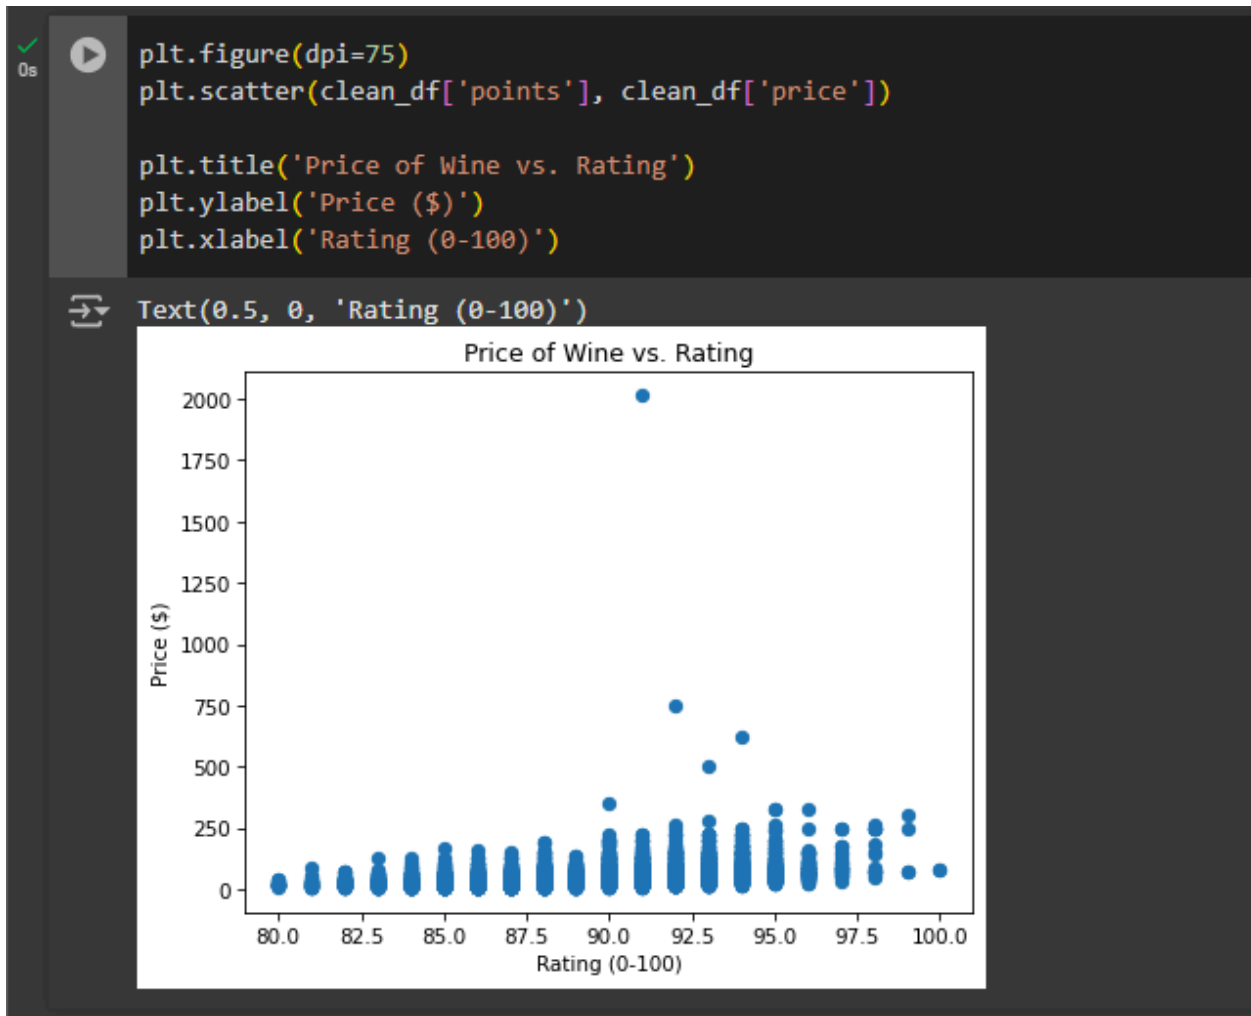 0s
plt.figure(dpi=75)
plt.scatter(clean_df['points'], clean_df['price'])
plt.title('Price of Wine vs. Rating')
plt.ylabel('Price ($)')
plt.xlabel('Rating (0-100)')
Text(0.5, 0, 'Rating (0-100)')
Price of Wine vs. Rating
2000
1750
1500
1250
1000
750
500
250
0
Price ($)
80.0 82.5 85.0 87.5 90.0 92.5 95.0 97.5 100.0
Rating (0-100)